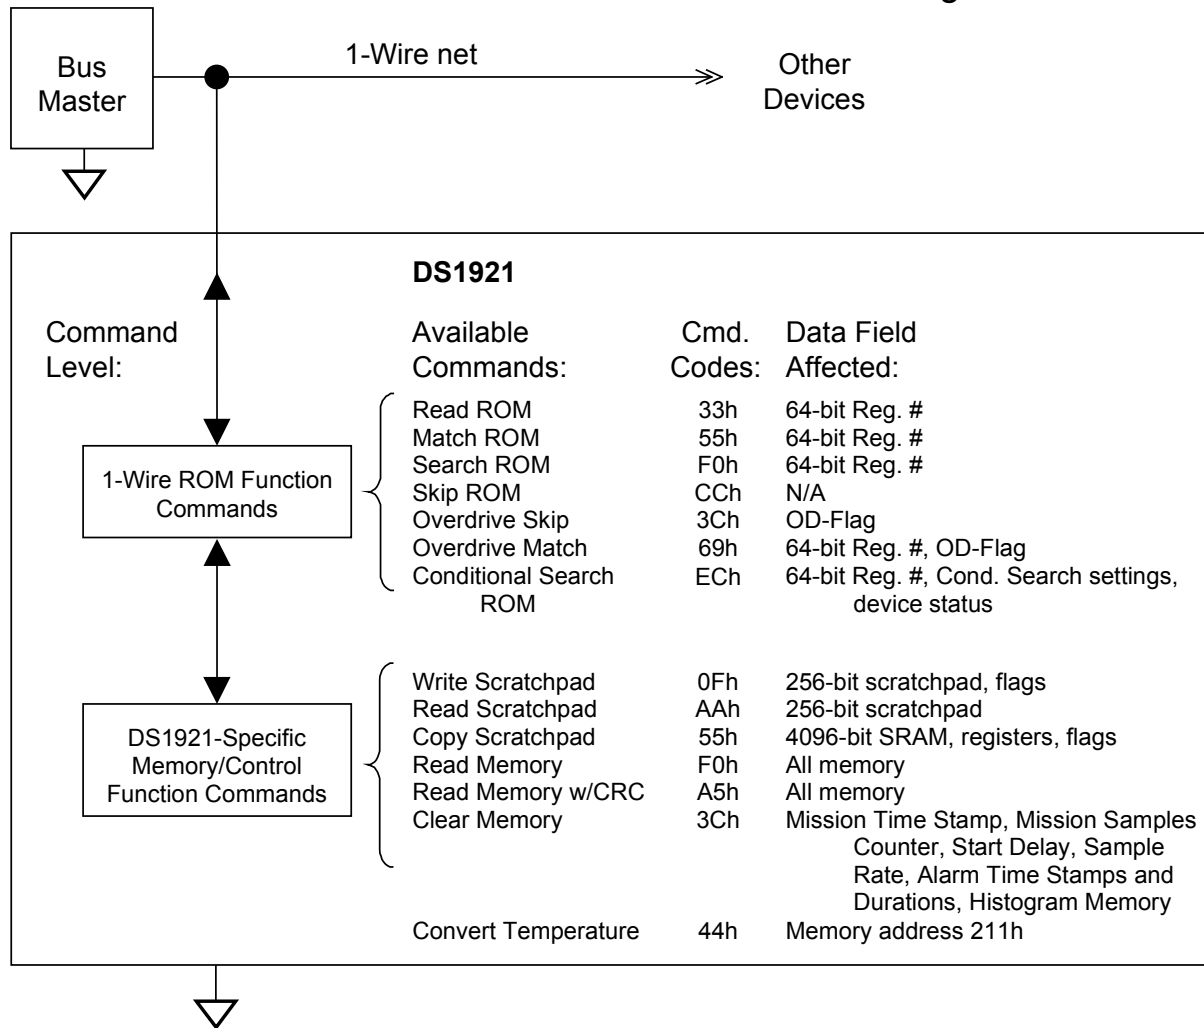 Bus
Master
1-Wire net
Other
Devices
DS1921
Command
Level:
Available
Commands:
Cmd.
Codes:
Data Field
Affected:
1-Wire ROM Function
Commands
Read ROM 33h 64-bit Reg. #
Match ROM 55h 64-bit Reg. #
Search ROM F0h 64-bit Reg. #
Skip ROM CCh N/A
Overdrive Skip 3Ch OD-Flag
Overdrive Match 69h 64-bit Reg. #, OD-Flag
Conditional Search ECh 64-bit Reg. #, Cond. Search settings,
ROM device status
DS1921-Specific
Memory/Control
Function Commands
Write Scratchpad 0Fh 256-bit scratchpad, flags
Read Scratchpad AAh 256-bit scratchpad
Copy Scratchpad 55h 4096-bit SRAM, registers, flags
Read Memory F0h All memory
Read Memory w/CRC A5h All memory
Clear Memory 3Ch Mission Time Stamp, Mission Samples
Counter, Start Delay, Sample
Rate, Alarm Time Stamps and
Durations, Histogram Memory
Convert Temperature 44h Memory address 211h